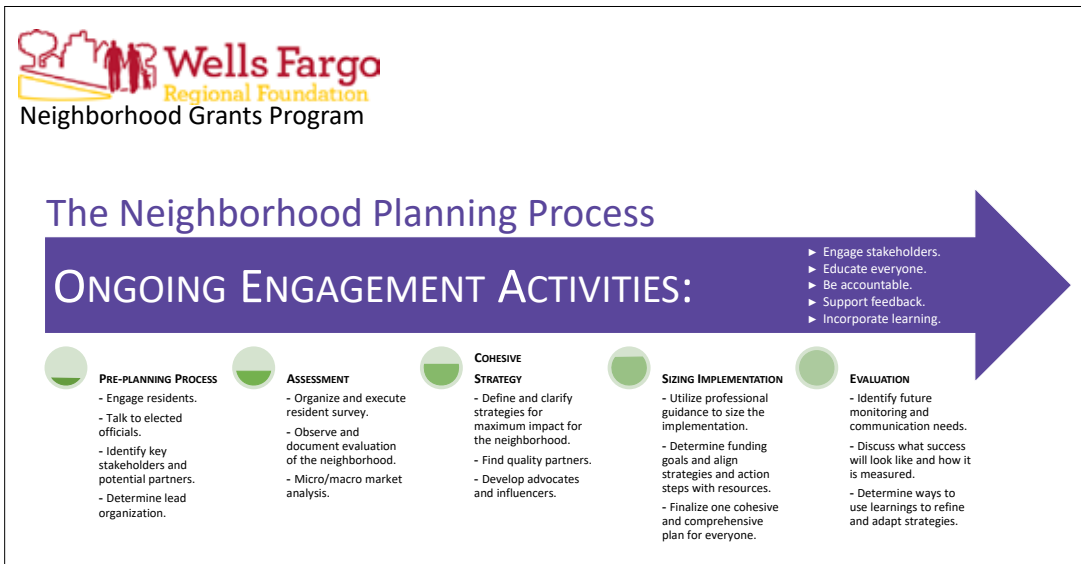 Wells Fargo
Regional Foundation
Neighborhood Grants Program
The Neighborhood Planning Process
ONGOING ENGAGEMENT ACTIVITIES:
► Engage stakeholders.
► Educate everyone.
► Be accountable.
► Support feedback.
► Incorporate learning.
PRE-PLANNING PROCESS
- Engage residents.
- Talk to elected
officials.
- Identify key
stakeholders and
potential partners.
- Determine lead
organization.
ASSESSMENT
- Organize and execute
resident survey.
- Observe and
document evaluation
of the neighborhood.
- Micro/macro market
analysis.
COHESIVE
STRATEGY
- Define and clarify
strategies for
maximum impact for
the neighborhood.
- Find quality partners.
- Develop advocates
and influencers.
SIZING IMPLEMENTATION
- Utilize professional
guidance to size the
implementation.
- Determine funding
goals and align
strategies and action
steps with resources.
- Finalize one cohesive
and comprehensive
plan for everyone.
EVALUATION
- Identify future
monitoring and
communication needs.
- Discuss what success
will look like and how it
is measured.
- Determine ways to
use learnings to refine
and adapt strategies.